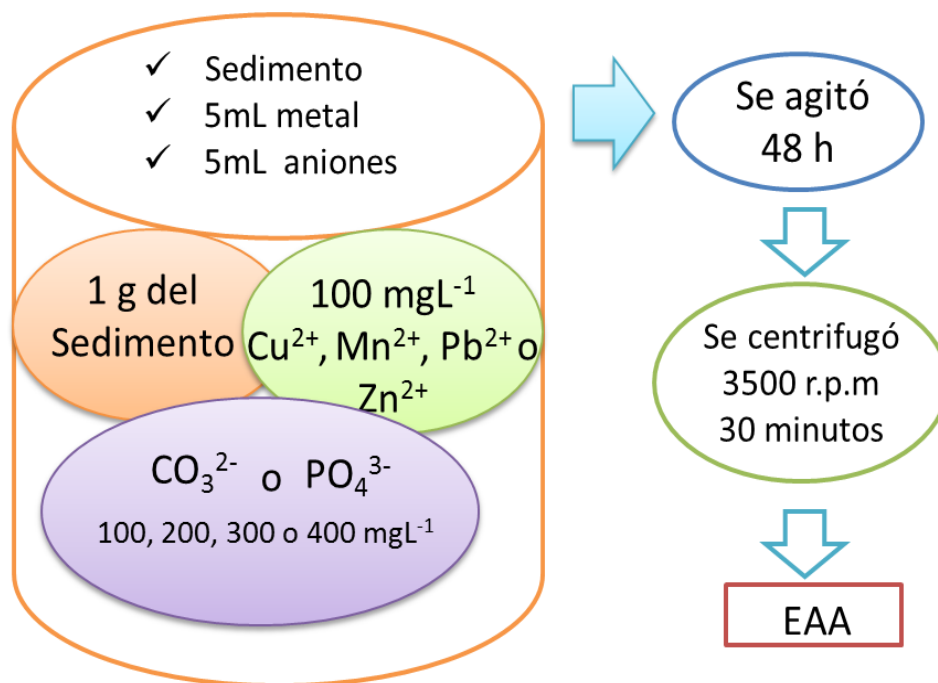 ✓ Sedimento
✓ 5mL metal
✓ 5mL aniones
1 g del
Sedimento
100 mgL⁻¹
Cu²⁺, Mn²⁺, Pb²⁺ o
Zn²⁺
CO₃²⁻ o PO₄³⁻
100, 200, 300 o 400 mgL⁻¹
Se agitó
48 h
Se centrifugó
3500 r.p.m
30 minutos
EAA